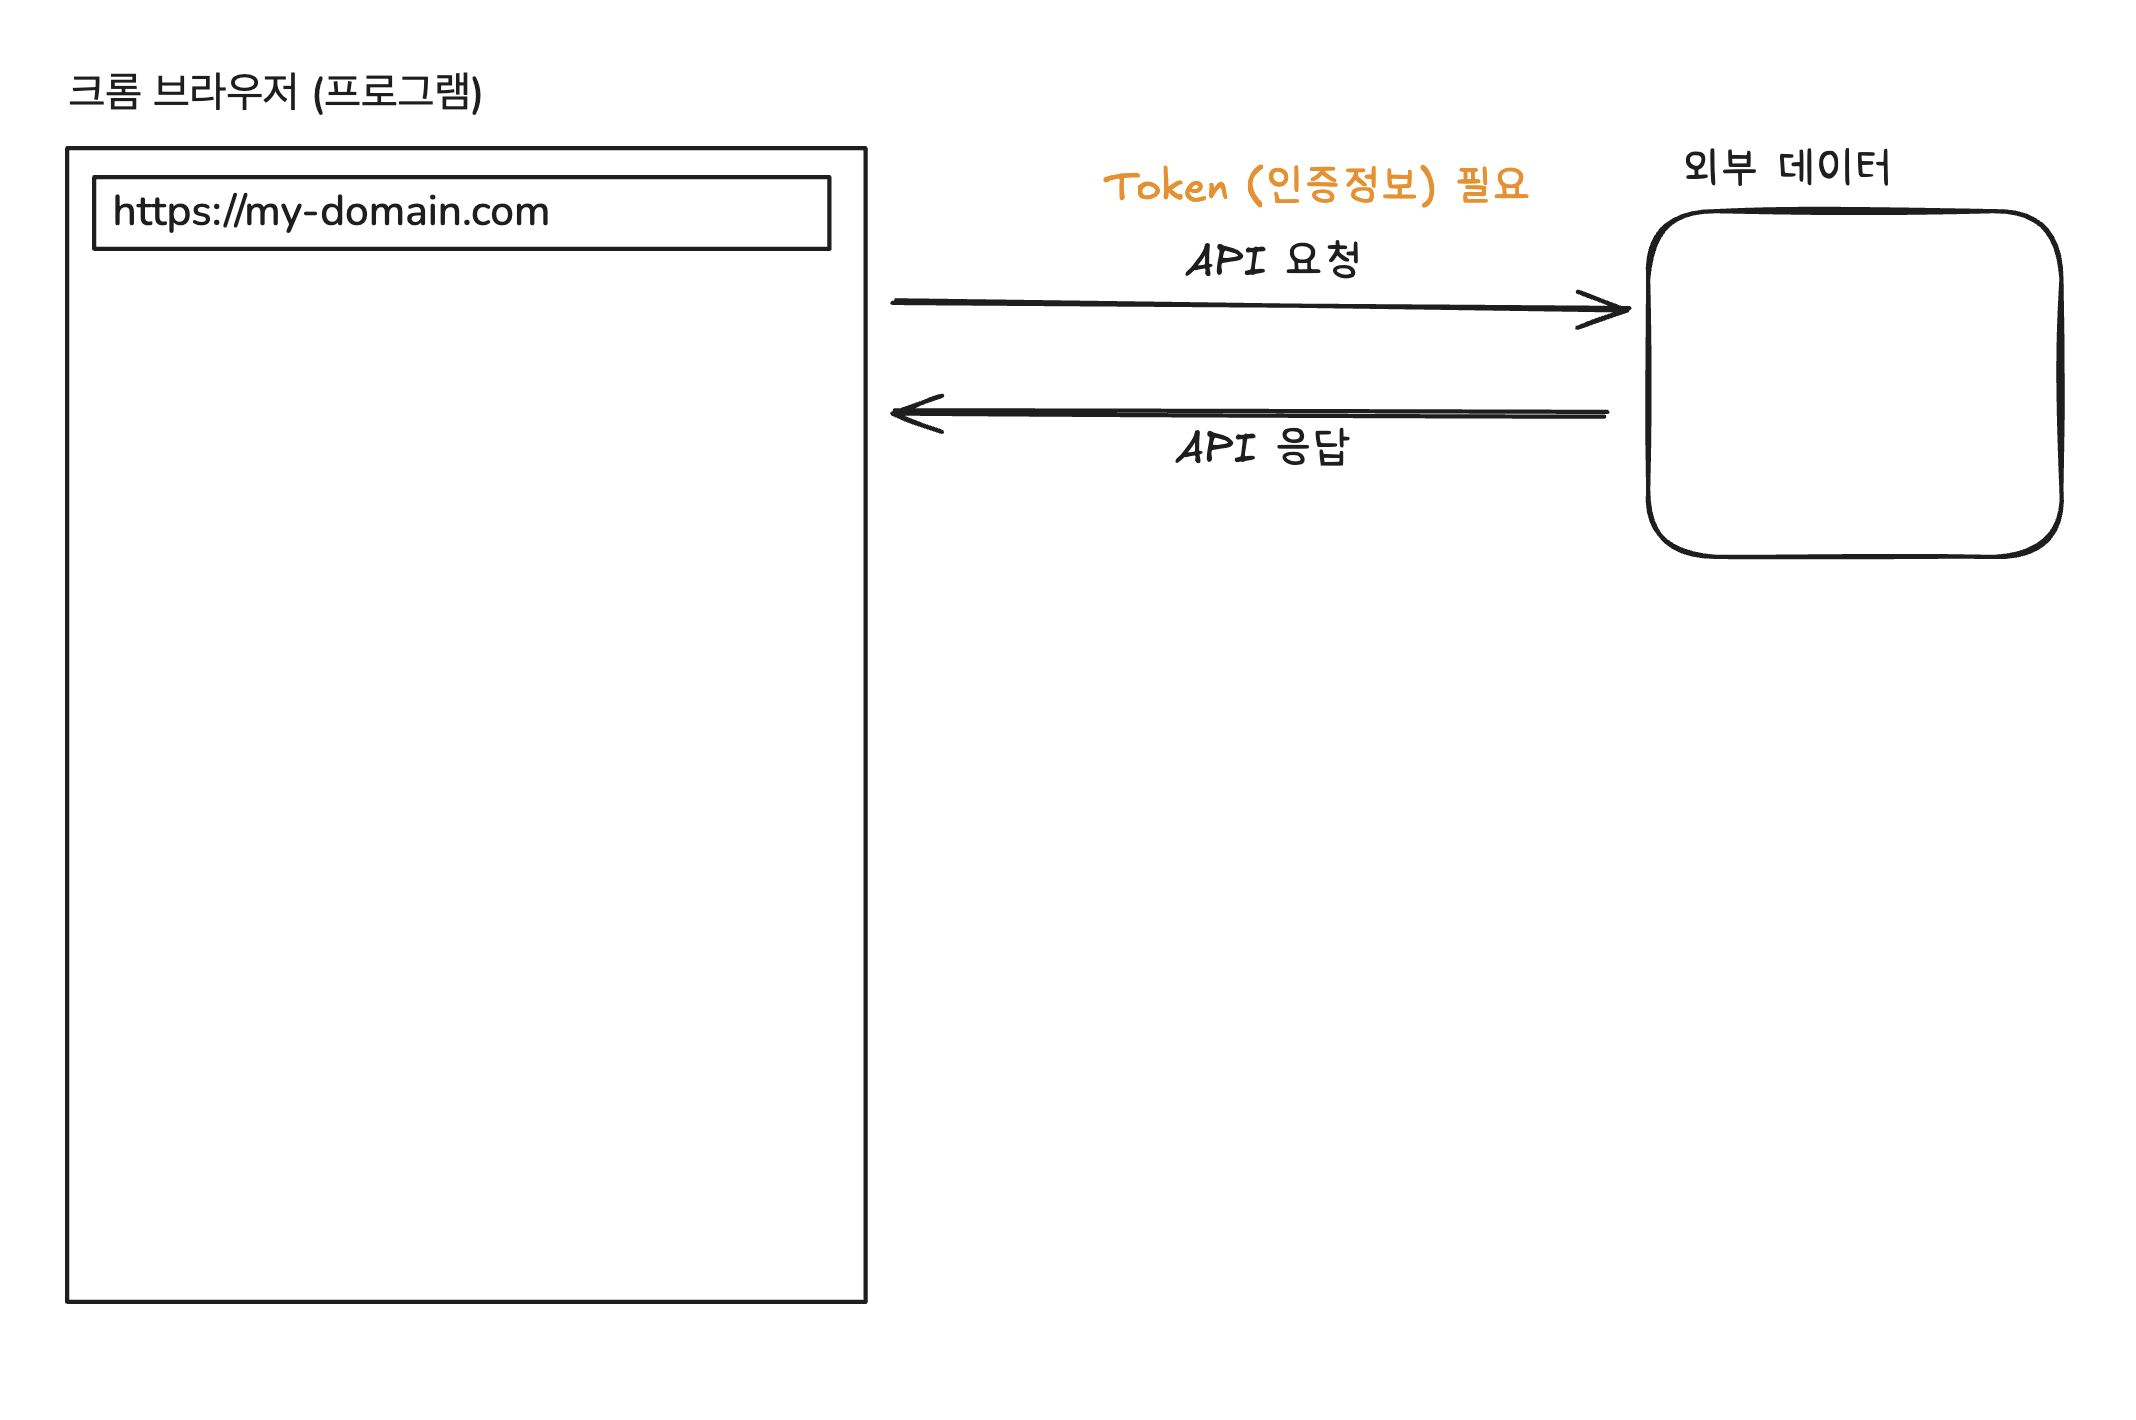 크롬 브라우저 (프로그램)
https://my-domain.com
Token (인증정보) 필요
API 요청
API 응답
외부 데이터